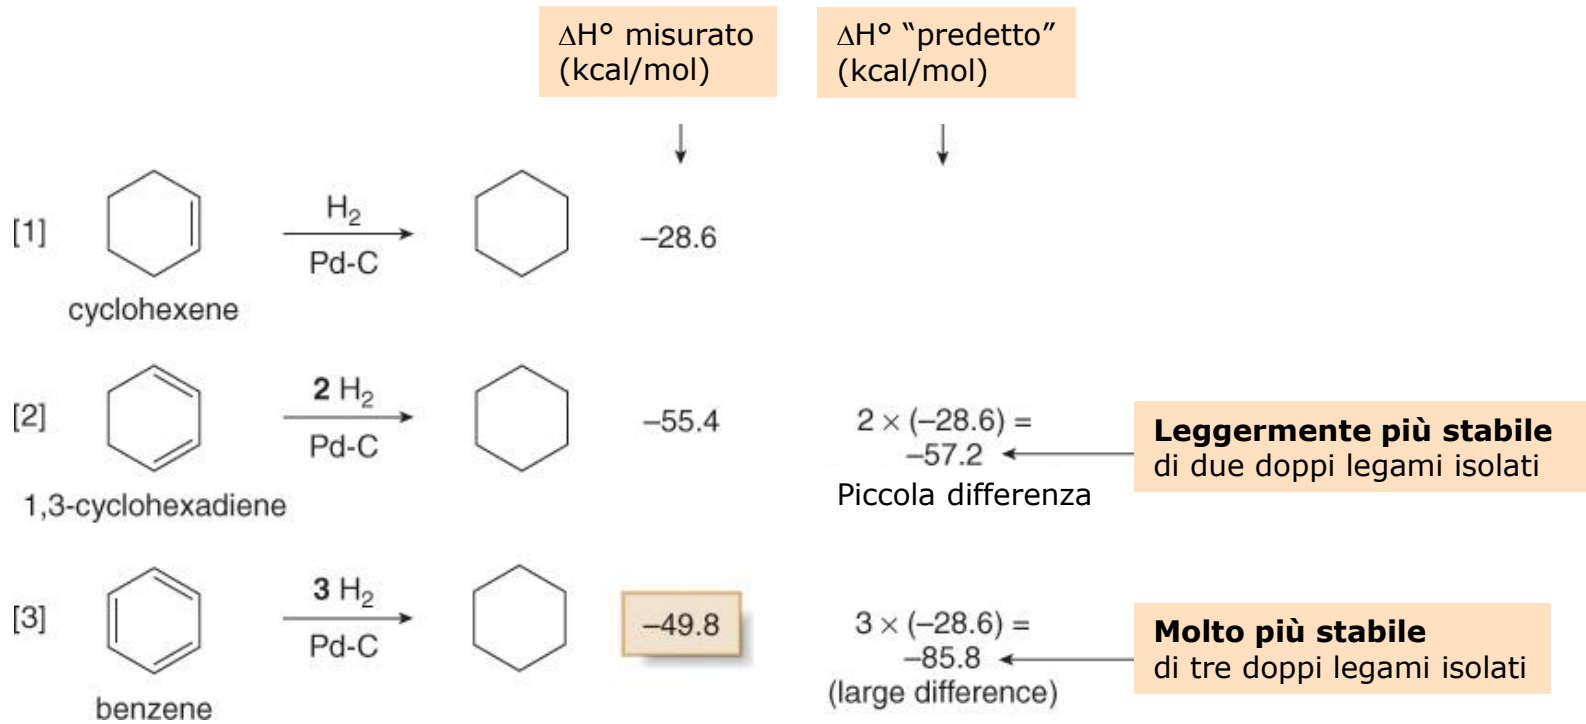 ΔH° misurato
(kcal/mol)
ΔH° “predetto”
(kcal/mol)
[1]
H2
Pd-C
–28.6
cyclohexene
[2]
2 H2
Pd-C
–55.4
2 × (–28.6) =
–57.2
Piccola differenza
Leggermente più stabile
di due doppi legami isolati
1,3-cyclohexadiene
[3]
3 H2
Pd-C
–49.8
3 × (–28.6) =
–85.8
(large difference)
Molto più stabile
di tre doppi legami isolati
benzene